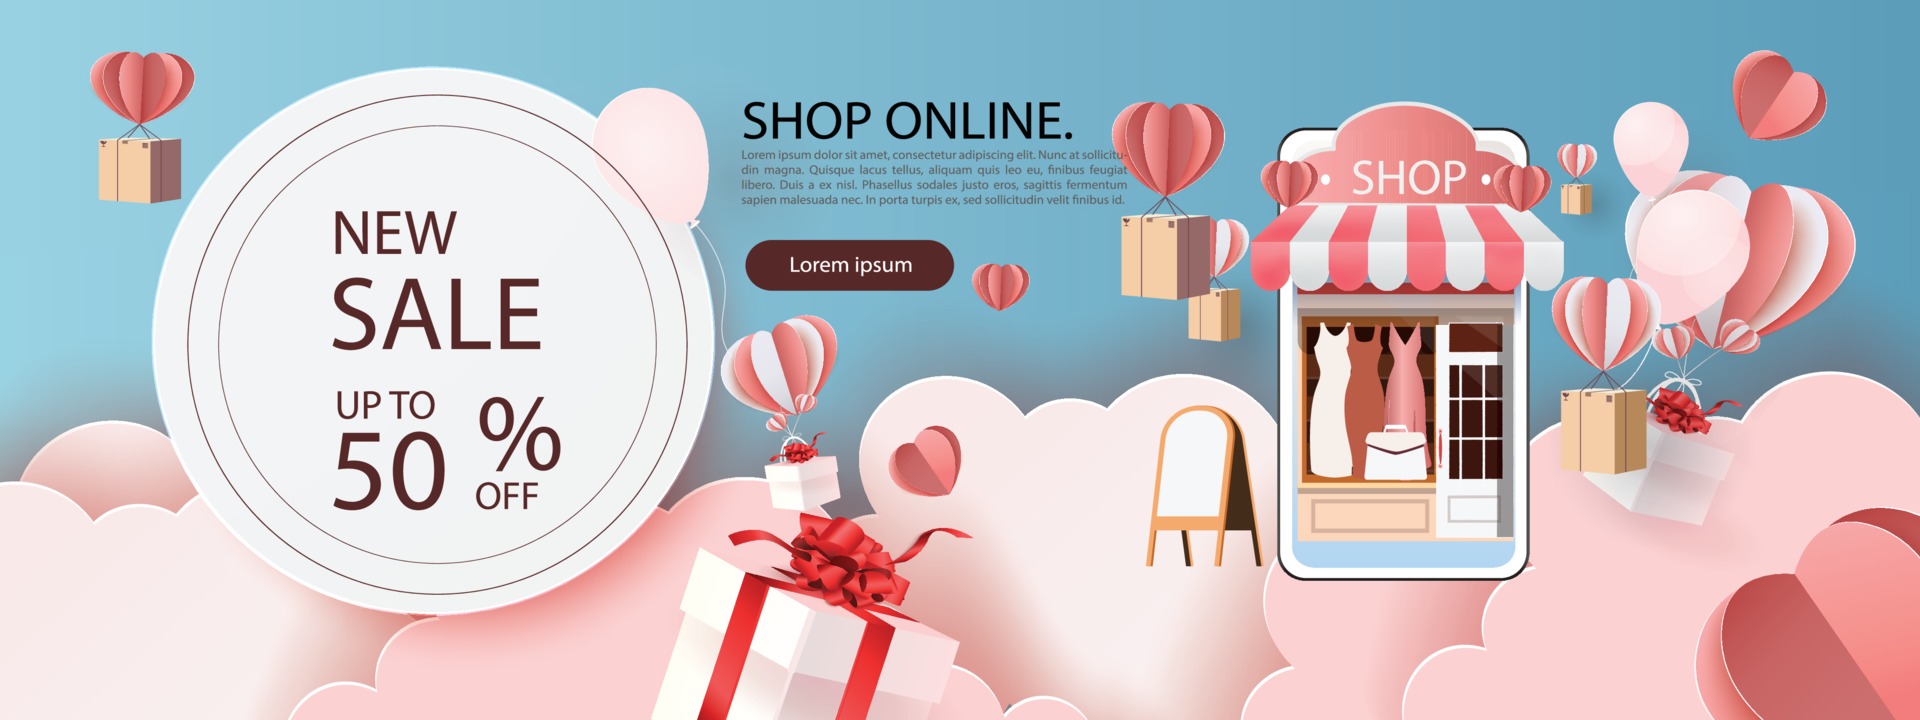 NEW
SALE
UP TO
50 %
OFF
SHOP ONLINE.
Lorem ipsum dolor sit amet, consectetur adipiscing elit. Nunc at sollicitu-
din magna. Quisque lacus tellus, aliquam quis leo eu, finibus feugiat
libero. Duis a ex nisl. Phasellus sodales justo eros, sagittis fermentum
sapien malesuada nec. In porta turpis ex, sed sollicitudin velit finibus id.
Lorem ipsum
• SHOP •